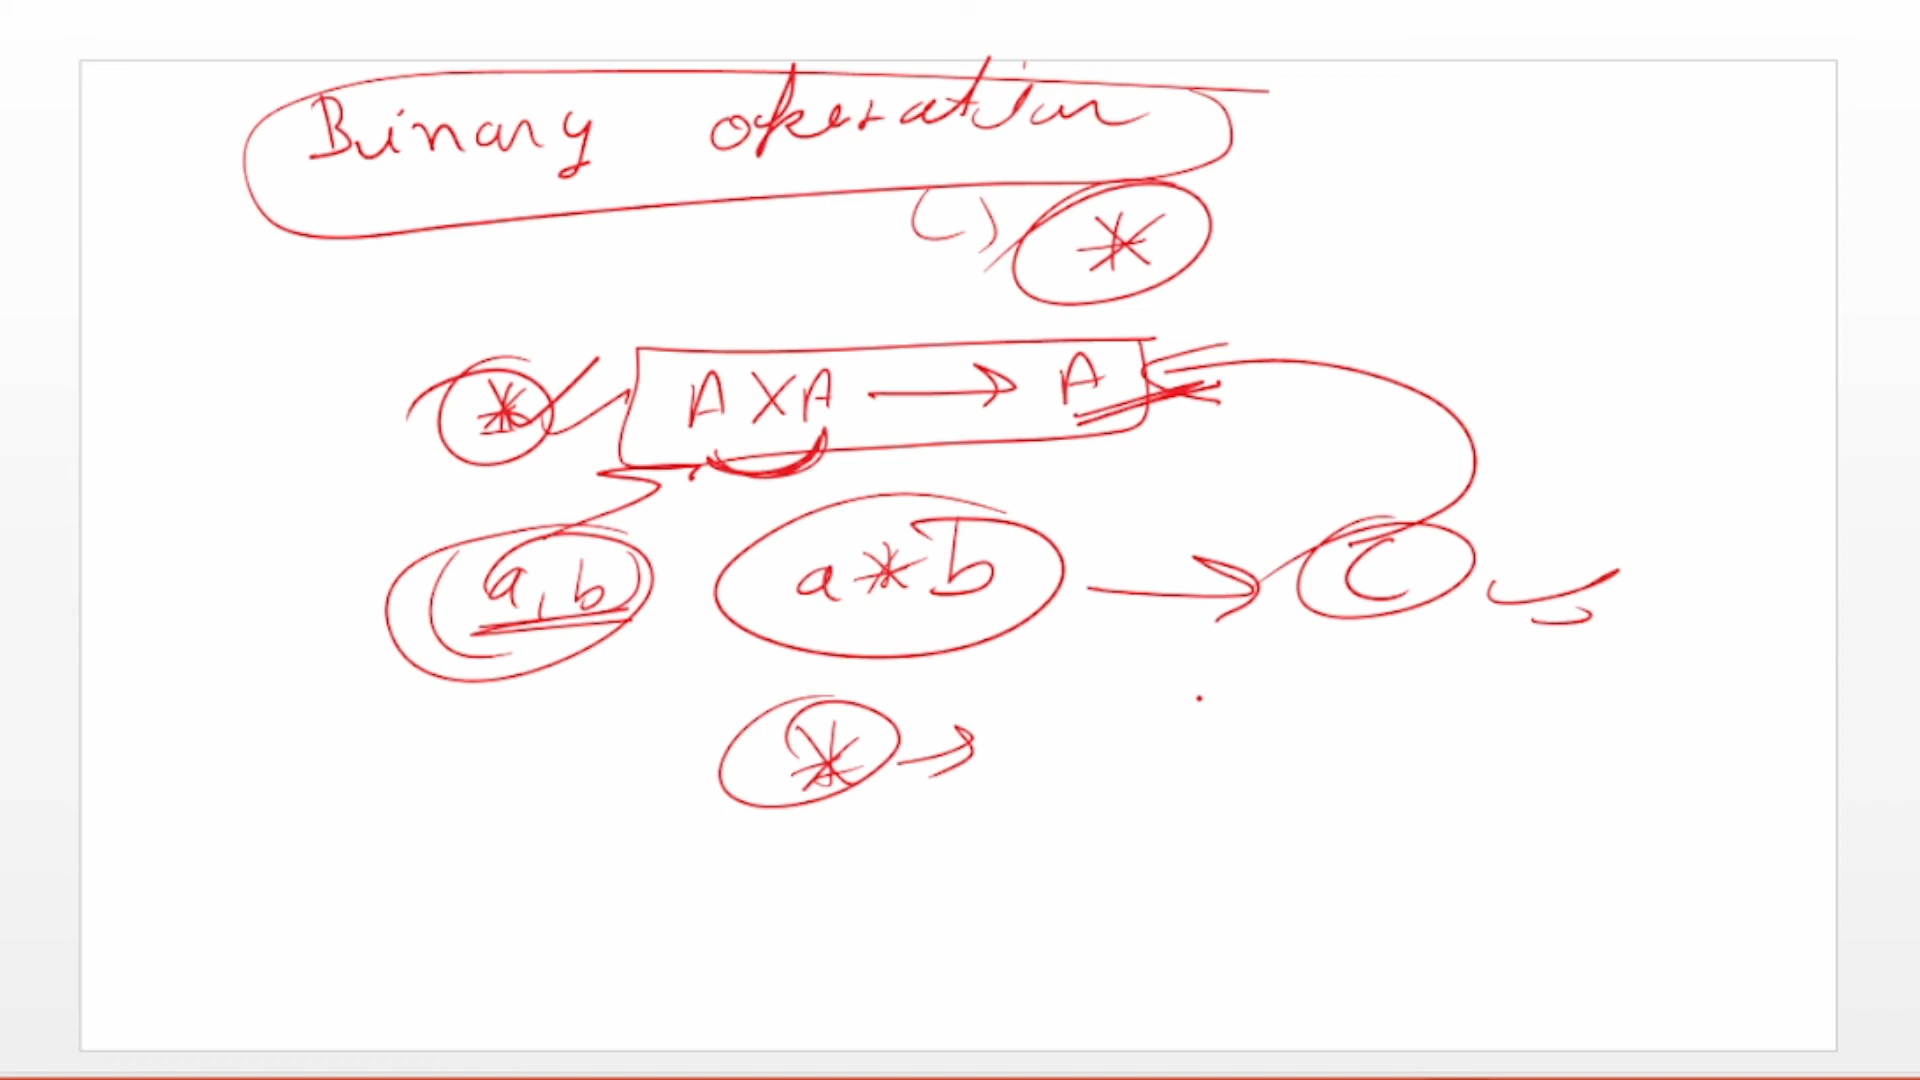 Binary operation
( ) *
* A X A → A
a, b a * b → c
* →